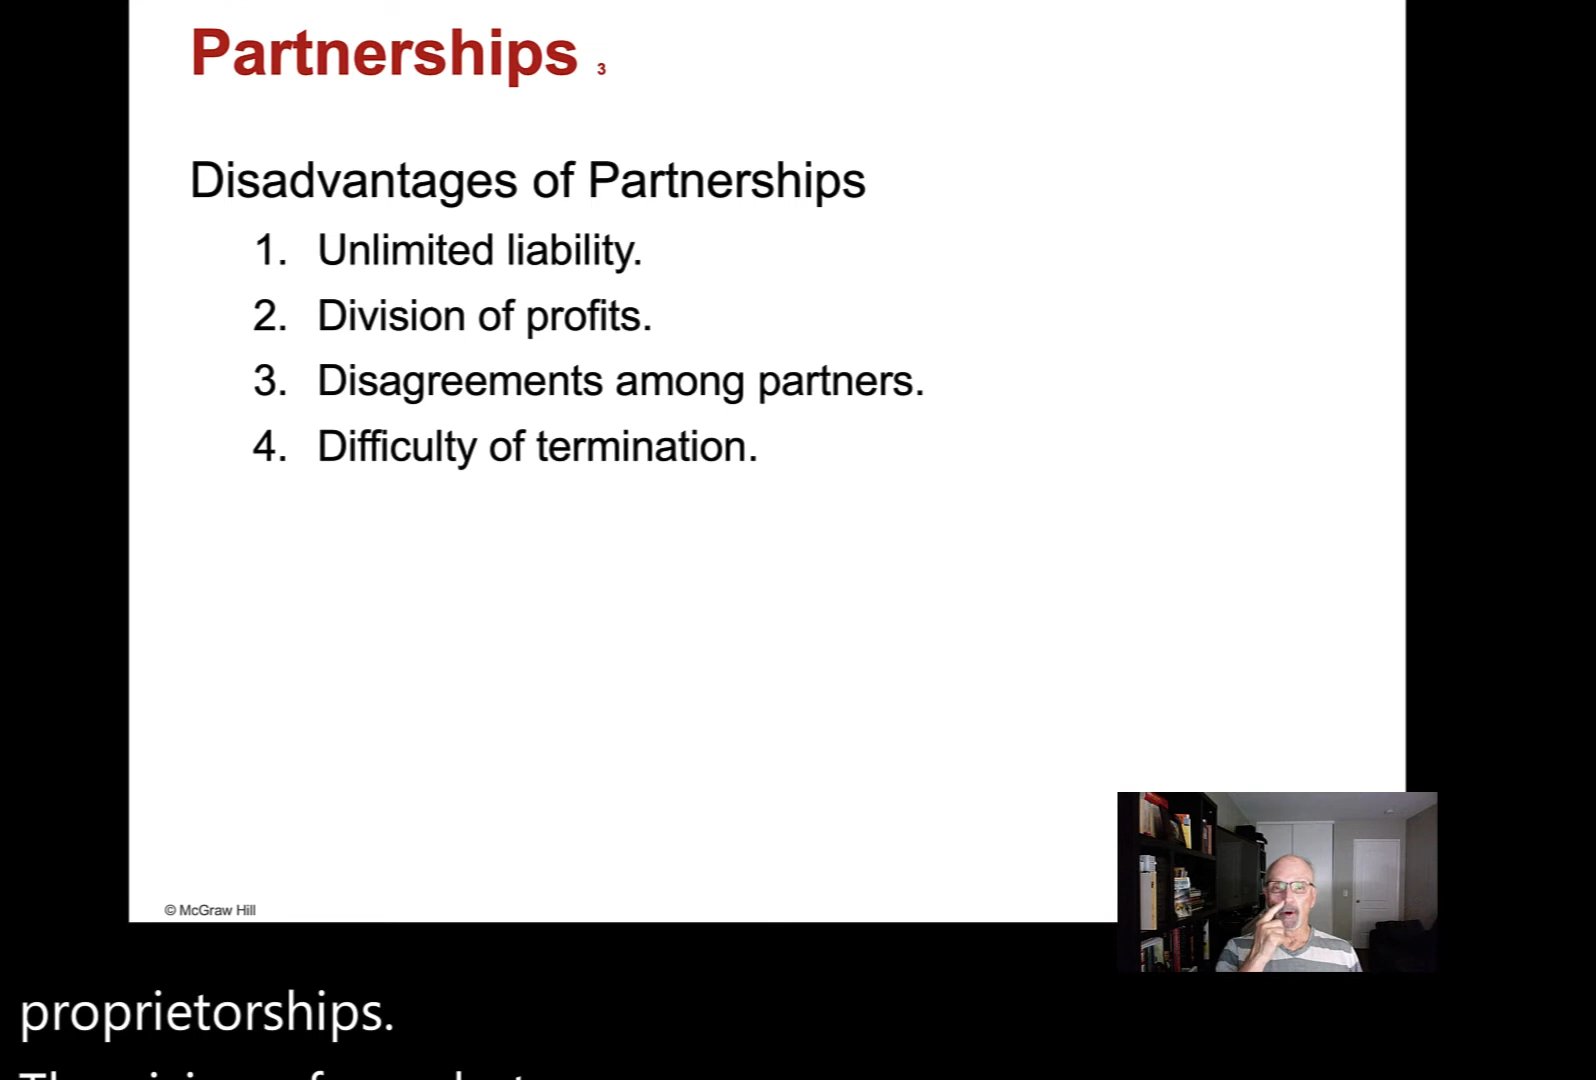 Partnerships 3
Disadvantages of Partnerships
1. Unlimited liability.
2. Division of profits.
3. Disagreements among partners.
4. Difficulty of termination.
© McGraw Hill
proprietorships.